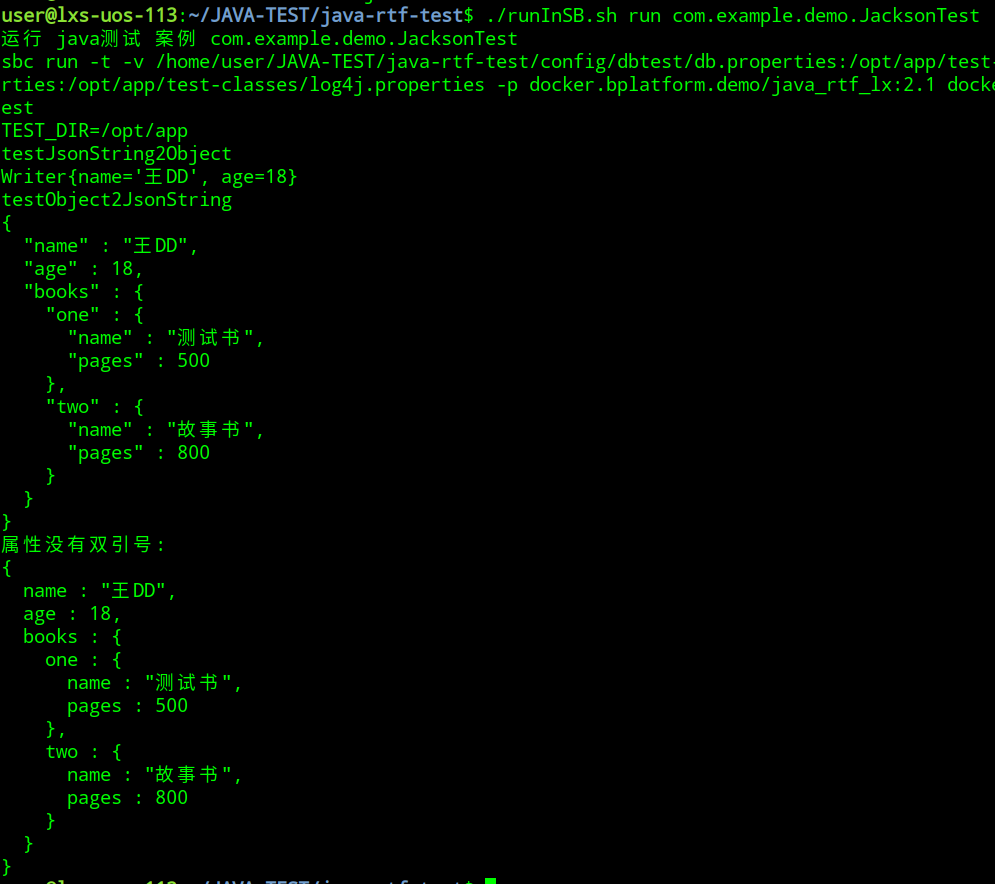 user@lxs-uos-113:~/JAVA-TEST/java-rtf-test$ ./runInSB.sh run com.example.demo.JacksonTest
运行 java测试 案例 com.example.demo.JacksonTest
sbc run -t -v /home/user/JAVA-TEST/java-rtf-test/config/dbtest/db.properties:/opt/app/test-
rties:/opt/app/test-classes/log4j.properties -p docker.bplatform.demo/java_rtf_lx:2.1 docke
est
TEST_DIR=/opt/app
testJsonString2Object
Writer{name='王DD', age=18}
testObject2JsonString
{
  "name" : "王DD",
  "age" : 18,
  "books" : {
    "one" : {
      "name" : "测试书",
      "pages" : 500
    },
    "two" : {
      "name" : "故事书",
      "pages" : 800
    }
  }
}
属性没有双引号:
{
  name : "王DD",
  age : 18,
  books : {
    one : {
      name : "测试书",
      pages : 500
    },
    two : {
      name : "故事书",
      pages : 800
    }
  }
}